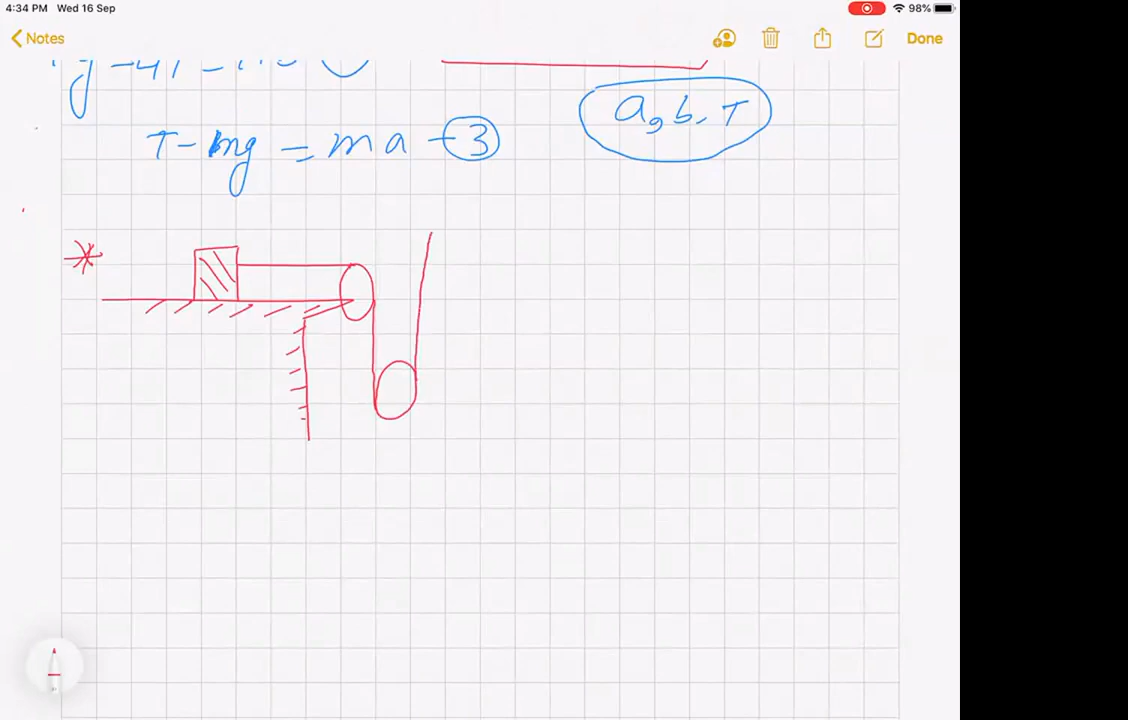 4:34 PM Wed 16 Sep
98%
Notes
Done
a, b, T
T - mg = ma - 3
*